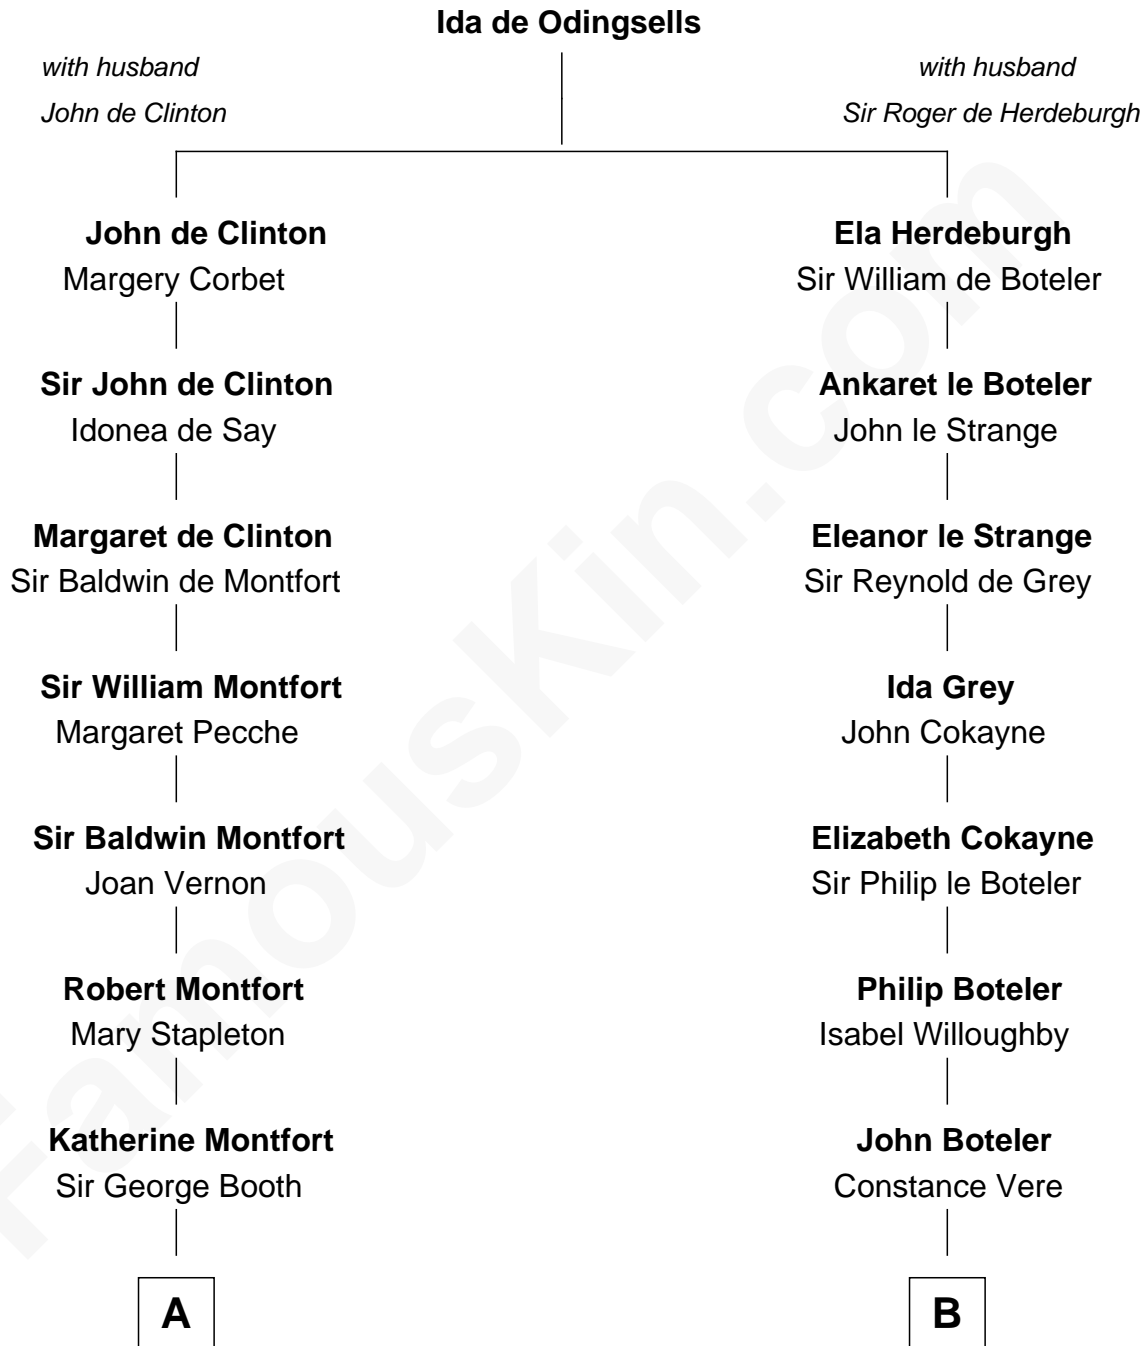 Ida de Odingsells
with husband
John de Clinton
with husband
Sir Roger de Herdeburgh
John de Clinton
Margery Corbet
Ela Herdeburgh
Sir William de Boteler
Sir John de Clinton
Idonea de Say
Ankaret le Boteler
John le Strange
Margaret de Clinton
Sir Baldwin de Montfort
Eleanor le Strange
Sir Reynold de Grey
Sir William Montfort
Margaret Pecche
Ida Grey
John Cokayne
Sir Baldwin Montfort
Joan Vernon
Elizabeth Cokayne
Sir Philip le Boteler
Robert Montfort
Mary Stapleton
Philip Boteler
Isabel Willoughby
Katherine Montfort
Sir George Booth
John Boteler
Constance Vere
A
B
FamousKin.com